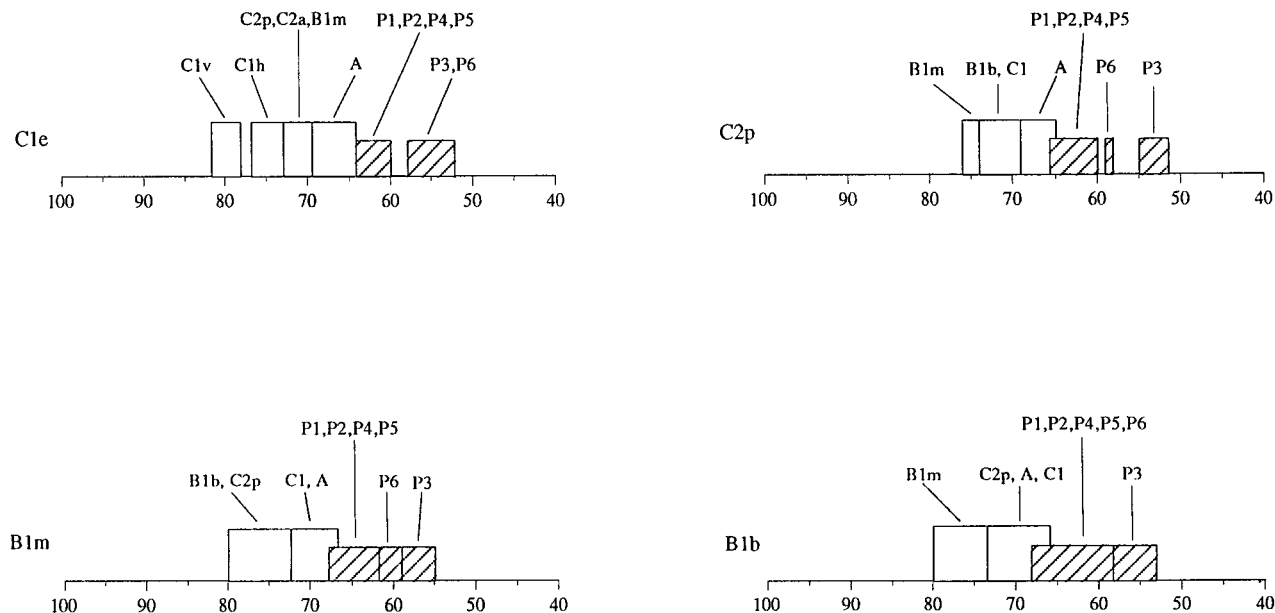 C2p,C2a,B1m P1,P2,P4,P5
C1v C1h A P3,P6
C1e
100 90 80 70 60 50 40
P1,P2,P4,P5
B1m B1b, C1 A P6 P3
C2p
100 90 80 70 60 50 40
P1,P2,P4,P5
B1b, C2p C1, A P6 P3
B1m
100 90 80 70 60 50 40
P1,P2,P4,P5,P6
B1m C2p, A, C1 P3
B1b
100 90 80 70 60 50 40